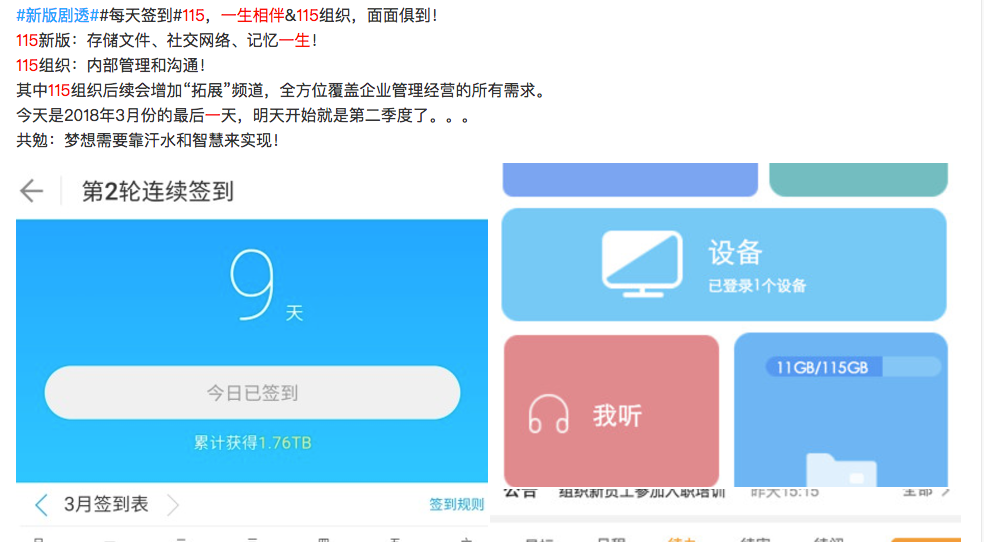 #新版剧透##每天签到#115，一生相伴&115组织，面面俱到！
115新版：存储文件、社交网络、记忆一生！
115组织：内部管理和沟通！
其中115组织后续会增加“拓展”频道，全方位覆盖企业管理经营的所有需求。
今天是2018年3月份的最后一天，明天开始就是第二季度了。。。
共勉：梦想需要靠汗水和智慧来实现！
第2轮连续签到
9天
今日已签到
累计获得1.76TB
3月签到表
签到规则
设备
已登录1个设备
我听
11GB/115GB
公告 组织新员工参加入职培训 昨天15:15 全部